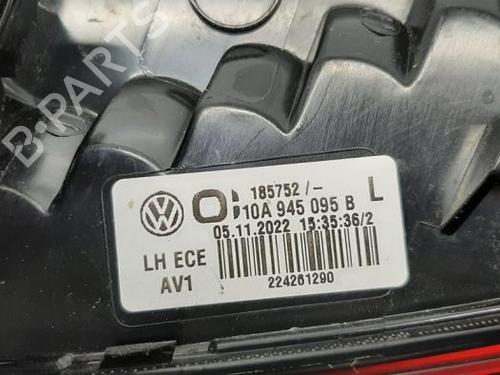 B-PARTS
185752/-
10A 945 095 B
L
05.11.2022 15:35:36/2
LH ECE
AV1
224261290